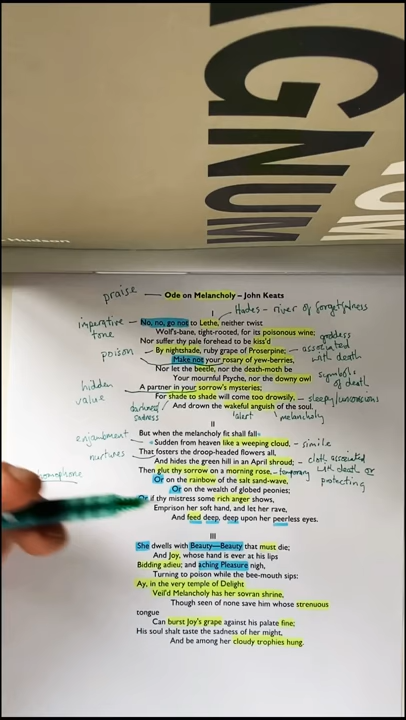 GNUM
Hudson
praise — Ode on Melancholy – John Keats
I
Hades - river of forgetfulness
imperative tone
No, no, go not to Lethe, neither twist
Wolf's-bane, tight-rooted, for its poisonous wine;
Nor suffer thy pale forehead to be kiss'd
goddess associated with death
poison
By nightshade, ruby grape of Proserpine;
Make not your rosary of yew-berries,
Nor let the beetle, nor the death-moth be
symbols of death
Your mournful Psyche, nor the downy owl
hidden value
A partner in your sorrow's mysteries;
For shade to shade will come too drowsily, – sleepy/unconscious
darkness/sadness
And drown the wakeful anguish of the soul.
alert
melancholy
II
But when the melancholy fit shall fall
enjambment
Sudden from heaven like a weeping cloud, – simile
nurtures
That fosters the droop-headed flowers all,
And hides the green hill in an April shroud; – cloth associated with death or protecting
Then glut thy sorrow on a morning rose, – temporary
homophone
Or on the rainbow of the salt sand-wave,
Or on the wealth of globed peonies;
Or if thy mistress some rich anger shows,
Emprison her soft hand, and let her rave,
And feed deep, deep upon her peerless eyes.
III
She dwells with Beauty—Beauty that must die;
And Joy, whose hand is ever at his lips
Bidding adieu; and aching Pleasure nigh,
Turning to poison while the bee-mouth sips:
Ay, in the very temple of Delight
Veil'd Melancholy has her sovran shrine,
Though seen of none save him whose strenuous
tongue
Can burst Joy's grape against his palate fine;
His soul shalt taste the sadness of her might,
And be among her cloudy trophies hung.